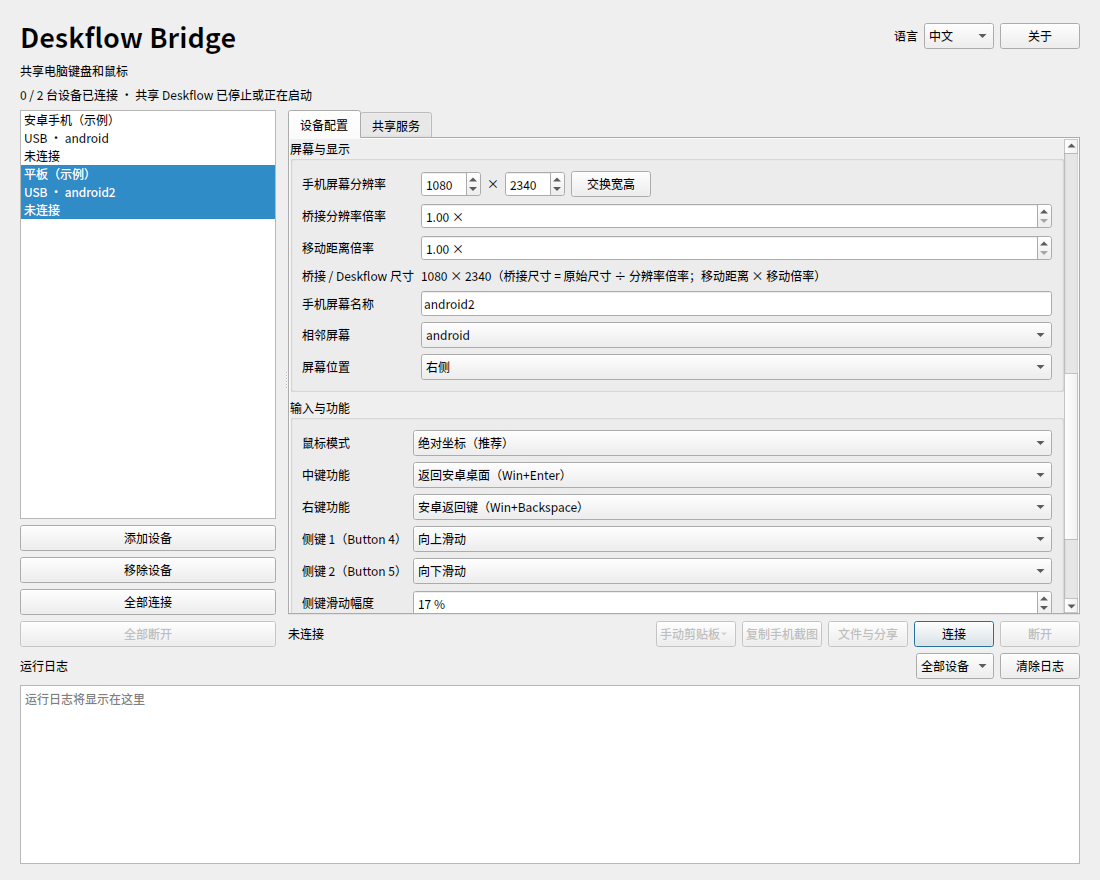 Deskflow Bridge
语言 中文 关于
共享电脑键盘和鼠标
0 / 2 台设备已连接 · 共享 Deskflow 已停止或正在启动
安卓手机（示例）
USB · android
未连接
平板（示例）
USB · android2
未连接
添加设备
移除设备
全部连接
全部断开
设备配置 共享服务
屏幕与显示
手机屏幕分辨率 1080 × 2340 交换宽高
桥接分辨率倍率 1.00 ×
移动距离倍率 1.00 ×
桥接 / Deskflow 尺寸 1080 × 2340（桥接尺寸 = 原始尺寸 ÷ 分辨率倍率；移动距离 × 移动倍率）
手机屏幕名称 android2
相邻屏幕 android
屏幕位置 右侧
输入与功能
鼠标模式 绝对坐标（推荐）
中键功能 返回安卓桌面（Win+Enter）
右键功能 安卓返回键（Win+Backspace）
侧键 1（Button 4） 向上滑动
侧键 2（Button 5） 向下滑动
侧键滑动幅度 17 %
未连接 手动剪贴板 复制手机截图 文件与分享 连接 断开
运行日志 全部设备 清除日志
运行日志将显示在这里